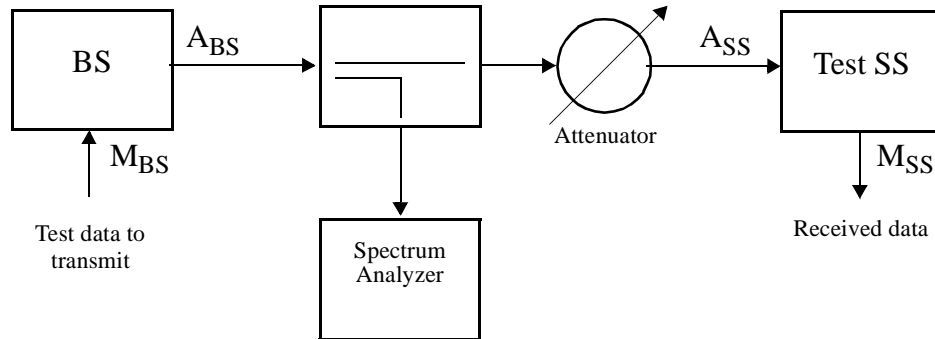 BS
A_BS
A_SS
Test SS
Attenuator
M_BS
M_SS
Test data to
transmit
Spectrum
Analyzer
Received data